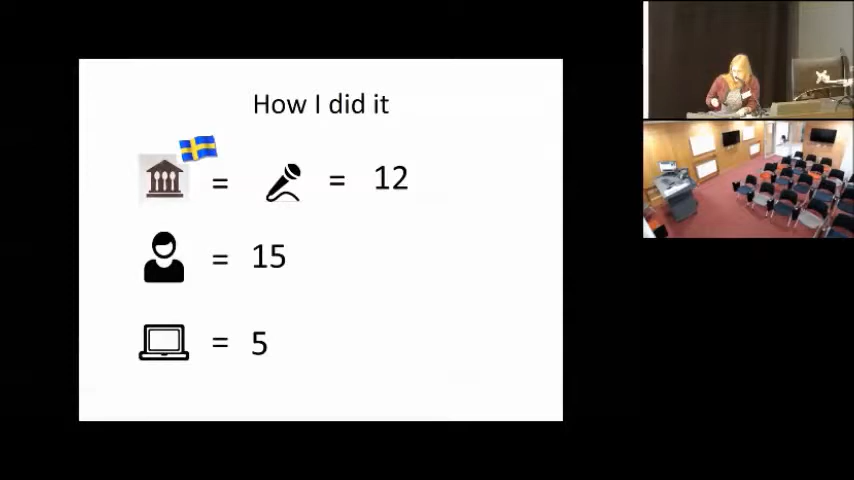 How I did it
= = 12
= 15
= 5